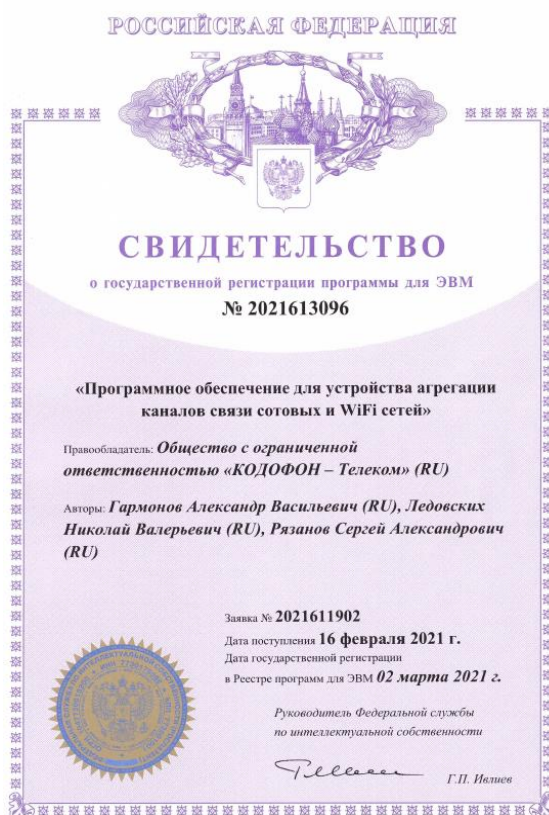 РОССИЙСКАЯ ФЕДЕРАЦИЯ
СВИДЕТЕЛЬСТВО
о государственной регистрации программы для ЭВМ
№ 2021613096
«Программное обеспечение для устройства агрегации
каналов связи сотовых и WiFi сетей»
Правообладатель: Общество с ограниченной
ответственностью «КОДОФОН – Телеком» (RU)
Авторы: Гармонов Александр Васильевич (RU), Ледовских
Николай Валерьевич (RU), Рязанов Сергей Александрович
(RU)
Заявка № 2021611902
Дата поступления 16 февраля 2021 г.
Дата государственной регистрации
в Реестре программ для ЭВМ 02 марта 2021 г.
Руководитель Федеральной службы
по интеллектуальной собственности
Г.П. Ивлиев